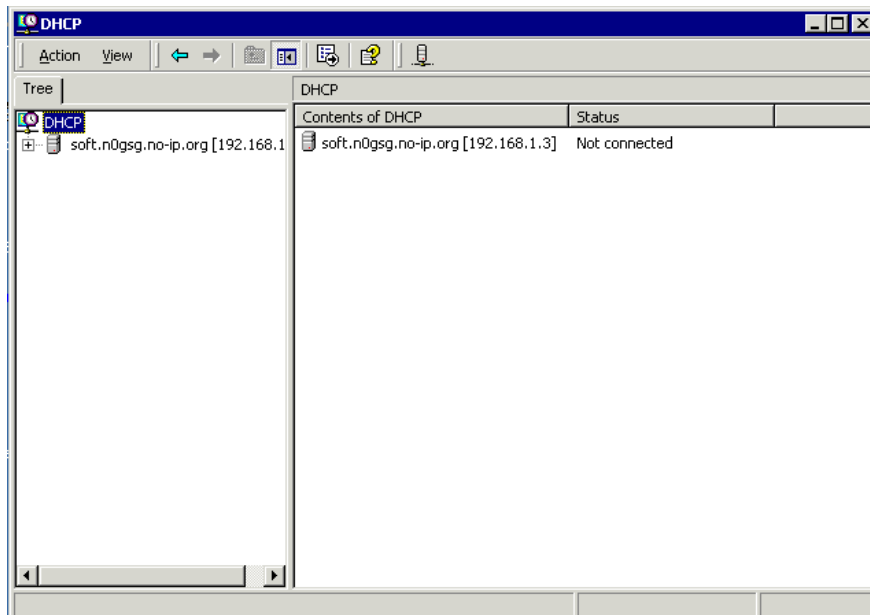 DHCP
Action View
Tree
DHCP
DHCP
Contents of DHCP Status
soft.n0gsg.no-ip.org [192.168.1
soft.n0gsg.no-ip.org [192.168.1.3] Not connected